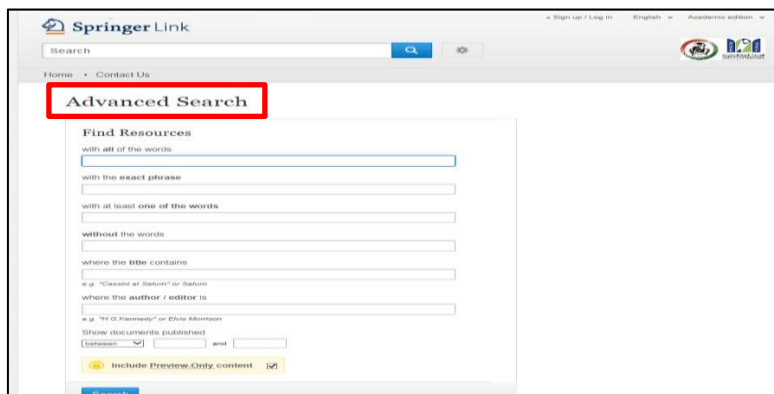 Sign up / Log in English Academic edition
Springer Link
Search
Home • Contact Us
Advanced Search
Find Resources
with all of the words
with the exact phrase
with at least one of the words
without the words
where the title contains
e.g. "Cassini at Saturn" or Saturn
where the author / editor is
e.g. "H.G.Kennedy" or Elvis Morrison
Show documents published
between and
Include Preview-Only content
Search